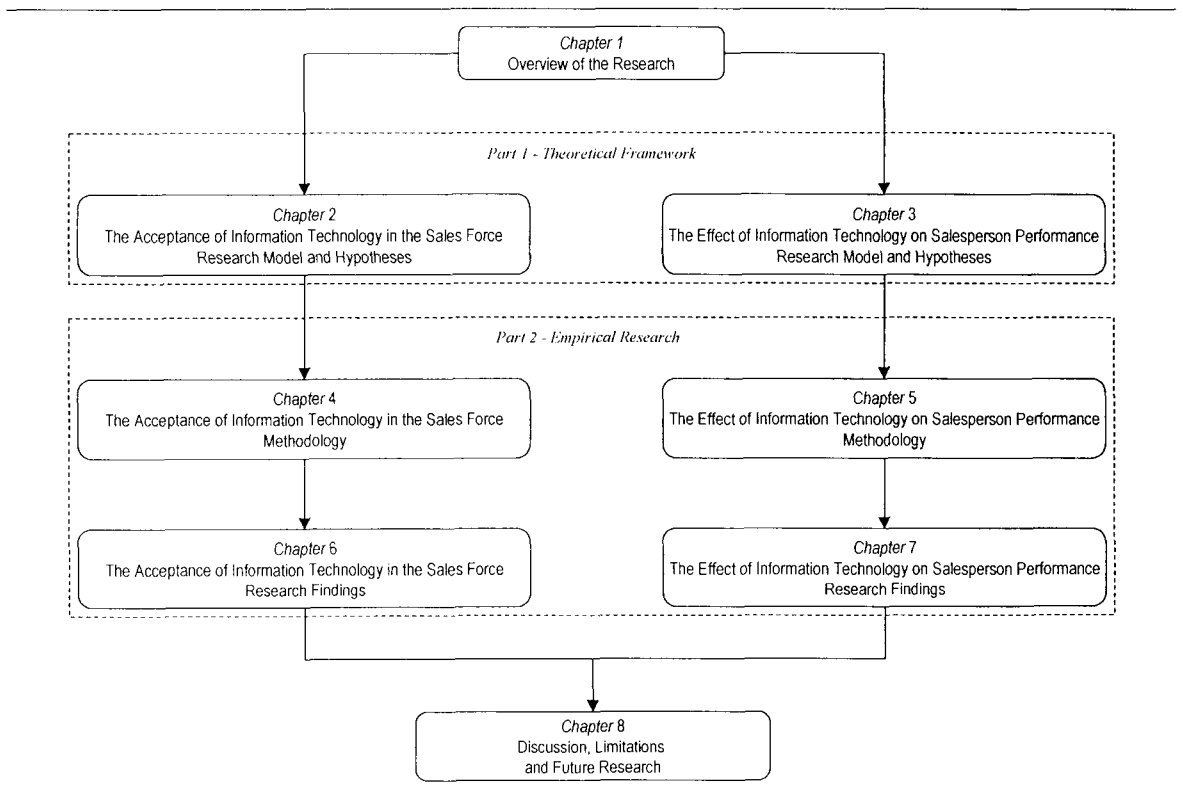 Chapter 1
Overview of the Research
Part 1 - Theoretical Framework
Chapter 2
The Acceptance of Information Technology in the Sales Force
Research Model and Hypotheses
Chapter 3
The Effect of Information Technology on Salesperson Performance
Research Model and Hypotheses
Part 2 - Empirical Research
Chapter 4
The Acceptance of Information Technology in the Sales Force
Methodology
Chapter 5
The Effect of Information Technology on Salesperson Performance
Methodology
Chapter 6
The Acceptance of Information Technology in the Sales Force
Research Findings
Chapter 7
The Effect of Information Technology on Salesperson Performance
Research Findings
Chapter 8
Discussion, Limitations
and Future Research